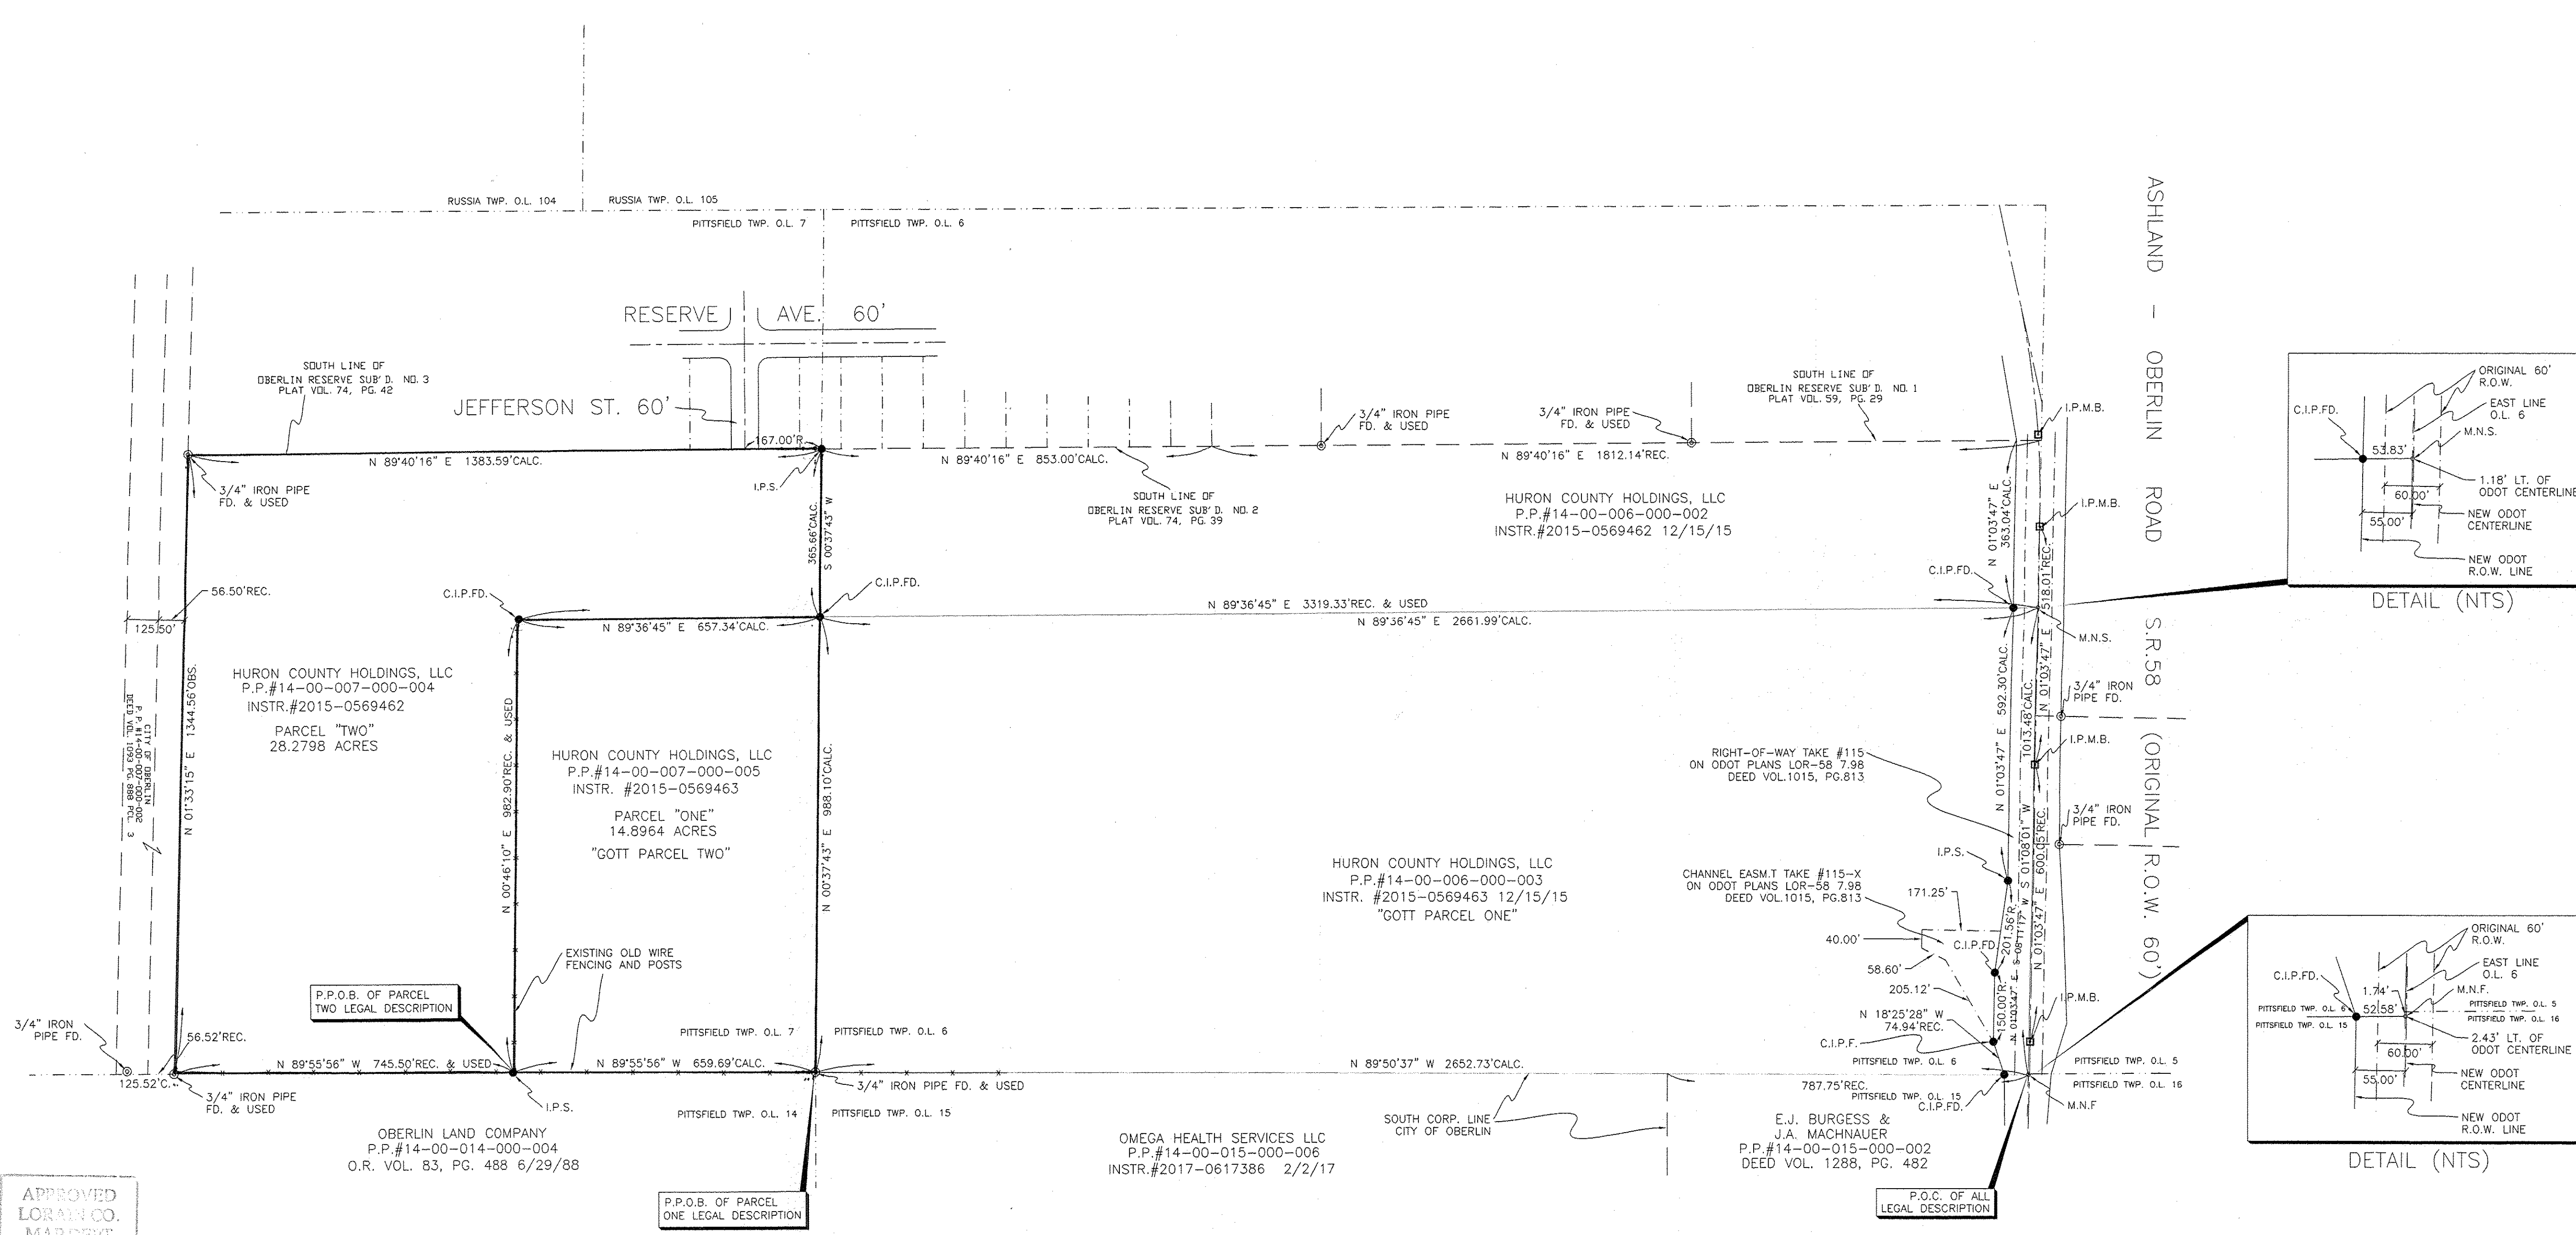 RUSSIA TWP. O.L. 104
RUSSIA TWP. O.L. 105
PITTSFIELD TWP. O.L. 7
PITTSFIELD TWP. O.L. 6
RESERVE AVE. 60'
JEFFERSON ST. 60'
SOUTH LINE OF
OBERLIN RESERVE SUB'D. NO. 3
PLAT VOL. 74, PG. 42
167.00'R.
N 89°40'16" E 1383.59'CALC.
3/4" IRON PIPE
FD. & USED
I.P.S.
N 89°40'16" E 853.00'CALC.
SOUTH LINE OF
OBERLIN RESERVE SUB'D. NO. 2
PLAT VOL. 74, PG. 39
3/4" IRON PIPE
FD. & USED
3/4" IRON PIPE
FD. & USED
SOUTH LINE OF
OBERLIN RESERVE SUB'D. NO. 1
PLAT VOL. 59, PG. 29
N 89°40'16" E 1812.14'REC.
HURON COUNTY HOLDINGS, LLC
P.P.#14-00-006-000-002
INSTR.#2015-0569462 12/15/15
I.P.M.B.
I.P.M.B.
N 01°03'47" E
363.04'CALC.
518.01'REC.
N 01°03'47" E
C.I.P.FD.
M.N.S.
365.66'CALC.
S 00°37'43" W
C.I.P.FD.
C.I.P.FD.
N 89°36'45" E 657.34'CALC.
N 89°36'45" E 3319.33'REC. & USED
N 89°36'45" E 2661.99'CALC.
56.50'REC.
125.50'
HURON COUNTY HOLDINGS, LLC
P.P.#14-00-007-000-004
INSTR.#2015-0569462
PARCEL "TWO"
28.2798 ACRES
N 01°33'15" E 1344.56'OBS.
CITY OF OBERLIN
P.P.#14-00-007-000-002
DEED VOL. 1093 PG. 888 PCL. 3
N 00°46'10" E 982.90'REC. & USED
HURON COUNTY HOLDINGS, LLC
P.P.#14-00-007-000-005
INSTR. #2015-0569463
PARCEL "ONE"
14.8964 ACRES
"GOTT PARCEL TWO"
N 00°37'43" E 988.10'CALC.
EXISTING OLD WIRE
FENCING AND POSTS
P.P.O.B. OF PARCEL
TWO LEGAL DESCRIPTION
HURON COUNTY HOLDINGS, LLC
P.P.#14-00-006-000-003
INSTR. #2015-0569463 12/15/15
"GOTT PARCEL ONE"
RIGHT-OF-WAY TAKE #115
ON ODOT PLANS LOR-58 7.98
DEED VOL.1015, PG.813
CHANNEL EASM.T TAKE #115-X
ON ODOT PLANS LOR-58 7.98
DEED VOL.1015, PG.813
N 01°03'47" E 592.30'CALC.
1013.48'CALC.
S 01°08'01" W
N 01°03'47" E 600.05'REC.
I.P.M.B.
3/4" IRON
PIPE FD.
3/4" IRON
PIPE FD.
I.P.S.
171.25'
40.00'
58.60'
205.12'
C.I.P.FD.
201.56'R.
S 08°11'17" W
150.00'R.
N 01°03'47" E
N 18°25'28" W
74.94'REC.
C.I.P.F.
I.P.M.B.
PITTSFIELD TWP. O.L. 6
PITTSFIELD TWP. O.L. 5
PITTSFIELD TWP. O.L. 16
PITTSFIELD TWP. O.L. 15
787.75'REC.
C.I.P.FD.
M.N.F
3/4" IRON
PIPE FD.
56.52'REC.
N 89°55'56" W 745.50'REC. & USED
N 89°55'56" W 659.69'CALC.
PITTSFIELD TWP. O.L. 7
PITTSFIELD TWP. O.L. 6
N 89°50'37" W 2652.73'CALC.
125.52'C.
3/4" IRON PIPE
FD. & USED
I.P.S.
3/4" IRON PIPE FD. & USED
PITTSFIELD TWP. O.L. 14
PITTSFIELD TWP. O.L. 15
OBERLIN LAND COMPANY
P.P.#14-00-014-000-004
O.R. VOL. 83, PG. 488 6/29/88
OMEGA HEALTH SERVICES LLC
P.P.#14-00-015-000-006
INSTR.#2017-0617386 2/2/17
SOUTH CORP. LINE
CITY OF OBERLIN
E.J. BURGESS &
J.A. MACHNAUER
P.P.#14-00-015-000-002
DEED VOL. 1288, PG. 482
P.P.O.B. OF PARCEL
ONE LEGAL DESCRIPTION
P.O.C. OF ALL
LEGAL DESCRIPTION
APPROVED
LORAIN CO.
ASHLAND - OBERLIN ROAD S.R.58 (ORIGINAL R.O.W. 60')
ORIGINAL 60'
R.O.W.
EAST LINE
O.L. 6
C.I.P.FD.
M.N.S.
53.83'
1.18' LT. OF
ODOT CENTERLINE
60.00'
NEW ODOT
CENTERLINE
55.00'
NEW ODOT
R.O.W. LINE
DETAIL (NTS)
ORIGINAL 60'
R.O.W.
EAST LINE
O.L. 6
C.I.P.FD.
1.74'
M.N.F.
PITTSFIELD TWP. O.L. 6
52.58'
PITTSFIELD TWP. O.L. 5
PITTSFIELD TWP. O.L. 15
PITTSFIELD TWP. O.L. 16
2.43' LT. OF
ODOT CENTERLINE
60.00'
NEW ODOT
CENTERLINE
55.00'
NEW ODOT
R.O.W. LINE
DETAIL (NTS)